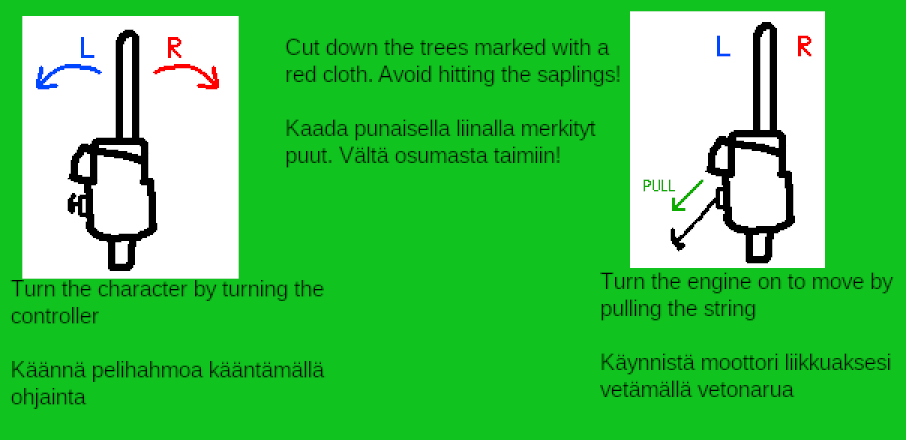 L R
Turn the character by turning the
controller
Käännä pelihahmoa kääntämällä
ohjainta
Cut down the trees marked with a
red cloth. Avoid hitting the saplings!
Kaada punaisella liinalla merkityt
puut. Vältä osumasta taimiin!
L R
PULL
Turn the engine on to move by
pulling the string
Käynnistä moottori liikkuaksesi
vetämällä vetonarua